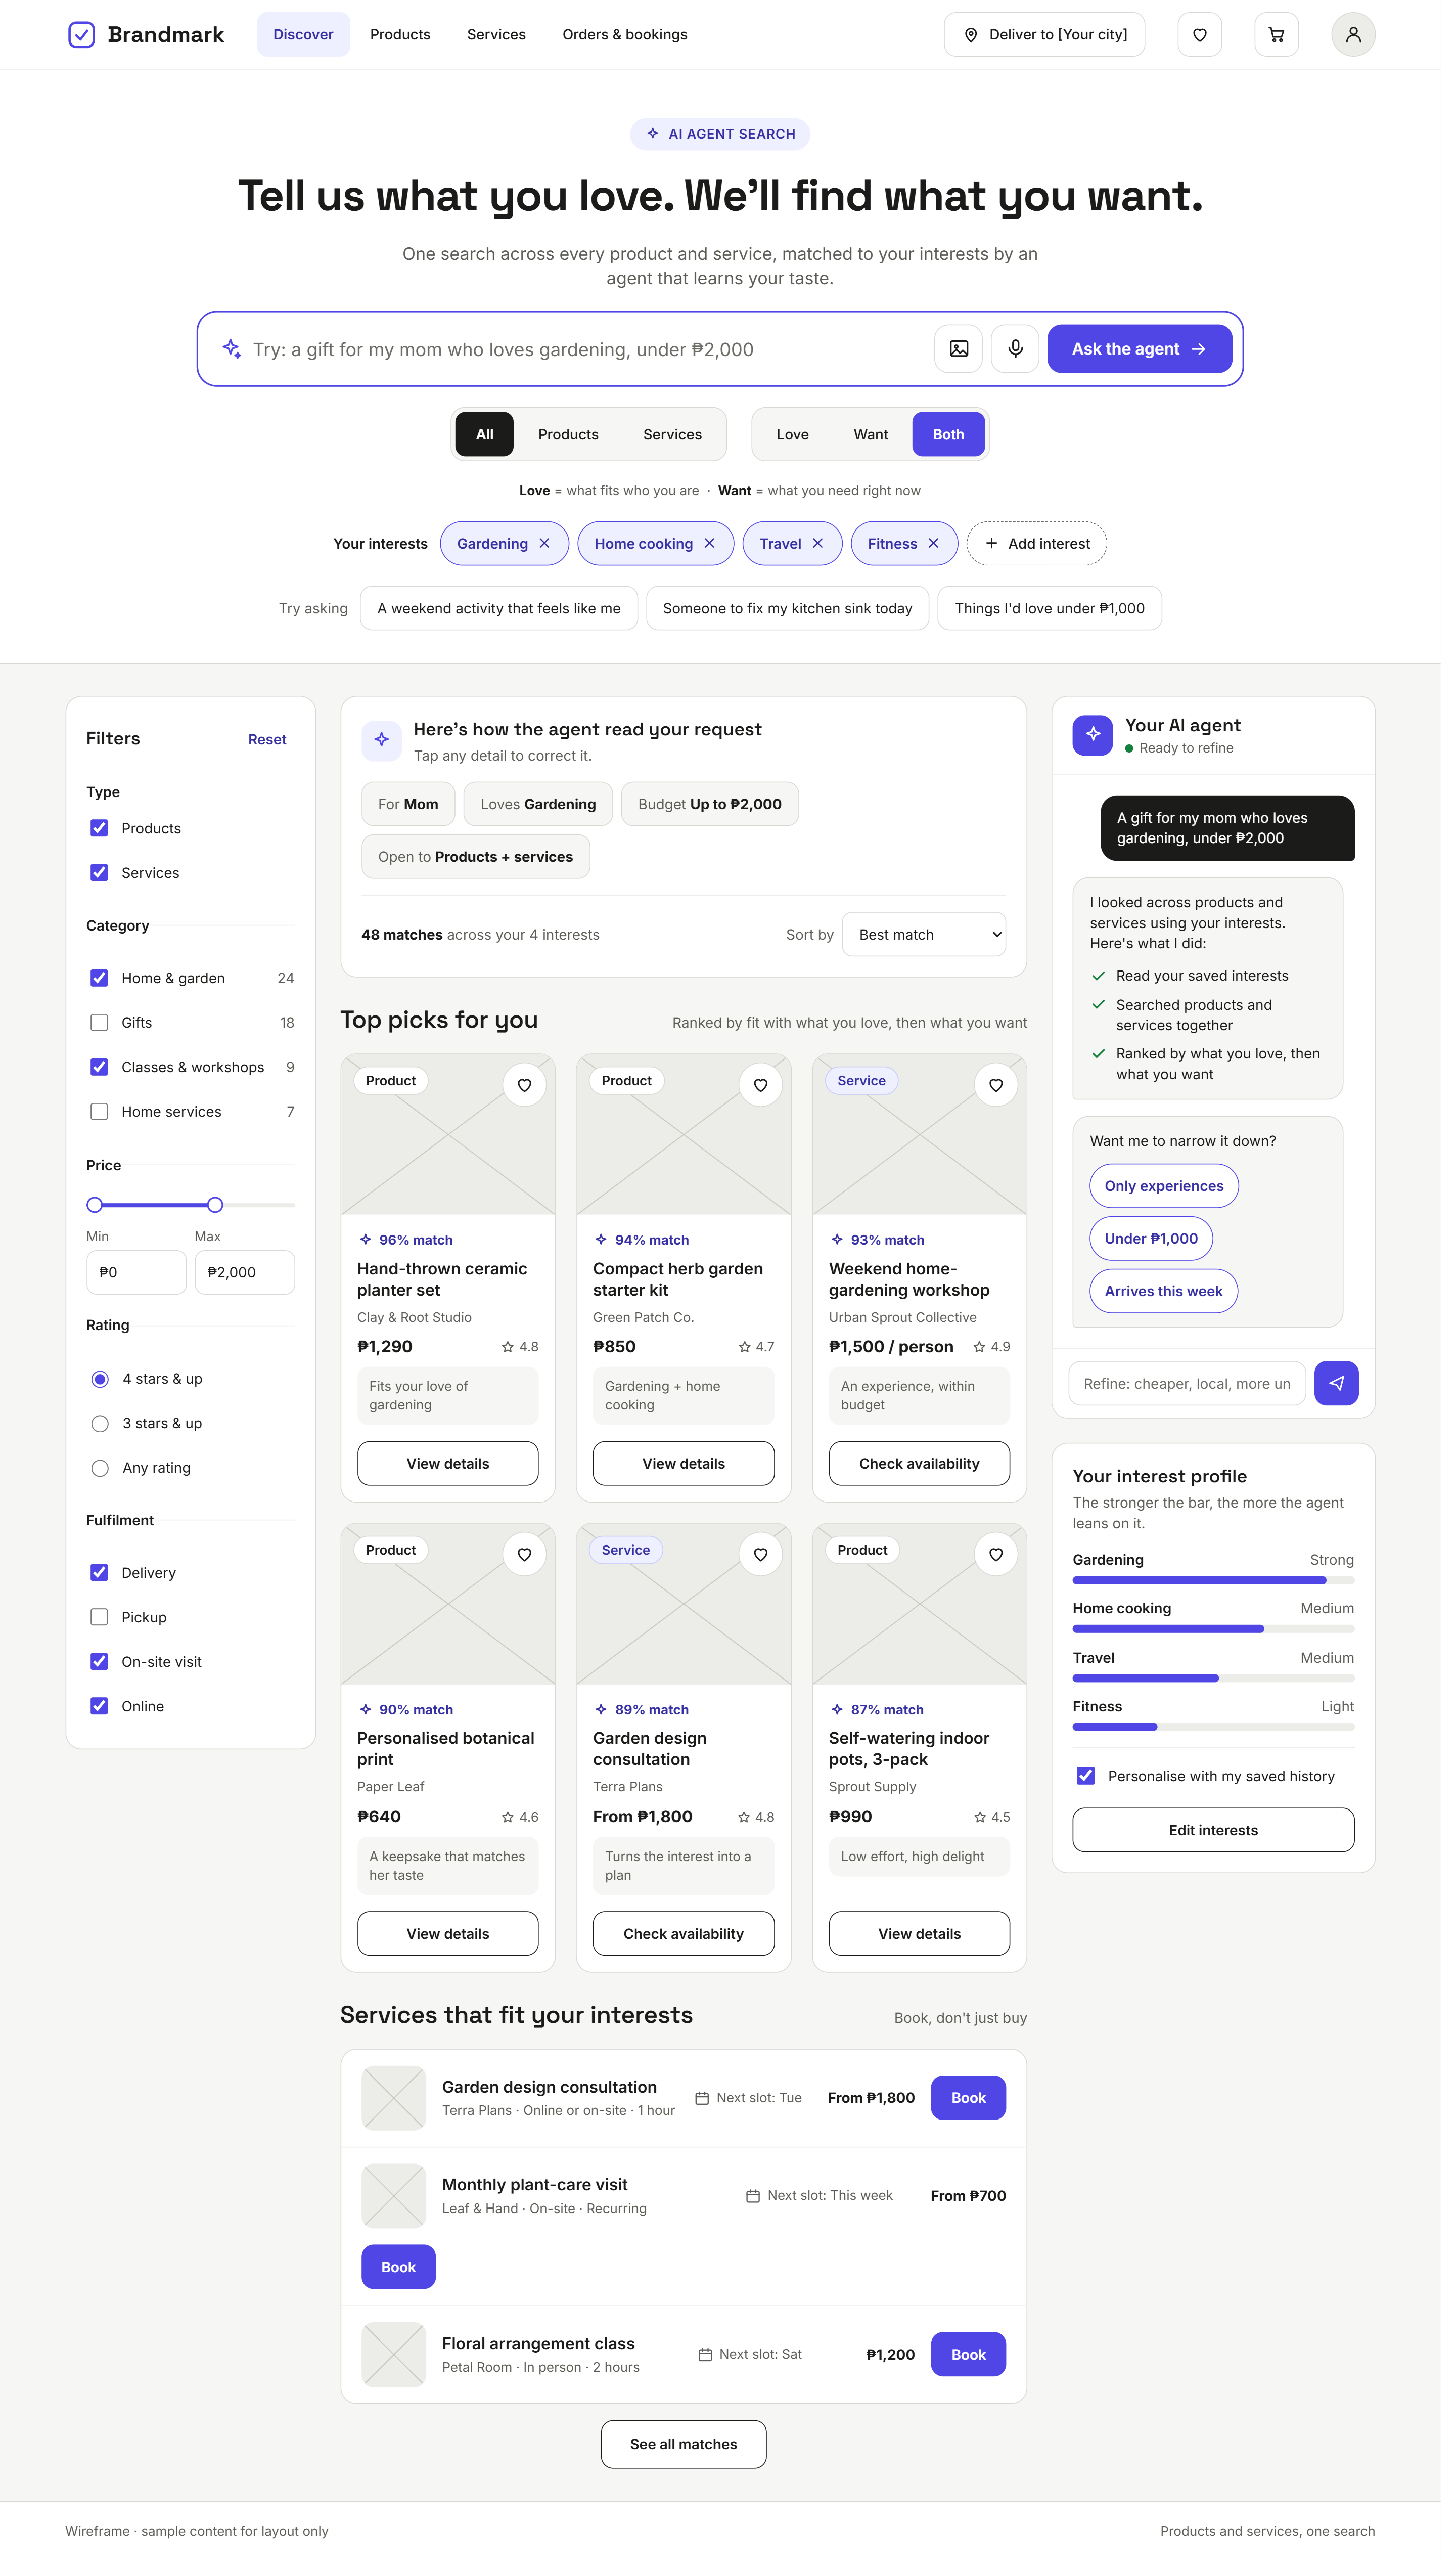 Brandmark
Discover
Products
Services
Orders & bookings
Deliver to [Your city]
AI AGENT SEARCH
Tell us what you love. We’ll find what you want.
One search across every product and service, matched to your interests by an
agent that learns your taste.
Try: a gift for my mom who loves gardening, under ₱2,000
Ask the agent
All
Products
Services
Love
Want
Both
Love = what fits who you are · Want = what you need right now
Your interests
Gardening
Home cooking
Travel
Fitness
Add interest
Try asking
A weekend activity that feels like me
Someone to fix my kitchen sink today
Things I'd love under ₱1,000
Filters
Reset
Type
Products
Services
Category
Home & garden 24
Gifts 18
Classes & workshops 9
Home services 7
Price
Min
Max
₱0
₱2,000
Rating
4 stars & up
3 stars & up
Any rating
Fulfilment
Delivery
Pickup
On-site visit
Online
Here’s how the agent read your request
Tap any detail to correct it.
For Mom
Loves Gardening
Budget Up to ₱2,000
Open to Products + services
48 matches across your 4 interests
Sort by
Best match
Top picks for you
Ranked by fit with what you love, then what you want
Product
96% match
Hand-thrown ceramic
planter set
Clay & Root Studio
₱1,290
4.8
Fits your love of
gardening
View details
Product
94% match
Compact herb garden
starter kit
Green Patch Co.
₱850
4.7
Gardening + home
cooking
View details
Service
93% match
Weekend home-
gardening workshop
Urban Sprout Collective
₱1,500 / person
4.9
An experience, within
budget
Check availability
Product
90% match
Personalised botanical
print
Paper Leaf
₱640
4.6
A keepsake that matches
her taste
View details
Service
89% match
Garden design
consultation
Terra Plans
From ₱1,800
4.8
Turns the interest into a
plan
Check availability
Product
87% match
Self-watering indoor
pots, 3-pack
Sprout Supply
₱990
4.5
Low effort, high delight
View details
Services that fit your interests
Book, don't just buy
Garden design consultation
Terra Plans · Online or on-site · 1 hour
Next slot: Tue
From ₱1,800
Book
Monthly plant-care visit
Leaf & Hand · On-site · Recurring
Next slot: This week
From ₱700
Book
Floral arrangement class
Petal Room · In person · 2 hours
Next slot: Sat
₱1,200
Book
See all matches
Your AI agent
Ready to refine
A gift for my mom who loves
gardening, under ₱2,000
I looked across products and
services using your interests.
Here's what I did:
Read your saved interests
Searched products and
services together
Ranked by what you love, then
what you want
Want me to narrow it down?
Only experiences
Under ₱1,000
Arrives this week
Refine: cheaper, local, more un
Your interest profile
The stronger the bar, the more the agent
leans on it.
Gardening Strong
Home cooking Medium
Travel Medium
Fitness Light
Personalise with my saved history
Edit interests
Wireframe · sample content for layout only
Products and services, one search